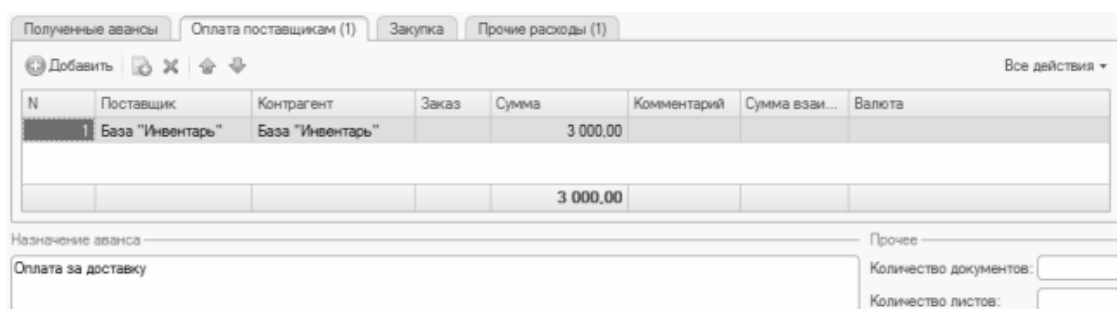 Полученные авансы Оплата поставщикам (1) Закупка Прочие расходы (1)
Добавить Все действия
N Поставщик Контрагент Заказ Сумма Комментарий Сумма взаи... Валюта
1 База "Инвентарь" База "Инвентарь" 3 000,00
3 000,00
Назначение аванса Прочее
Оплата за доставку Количество документов:
Количество листов: